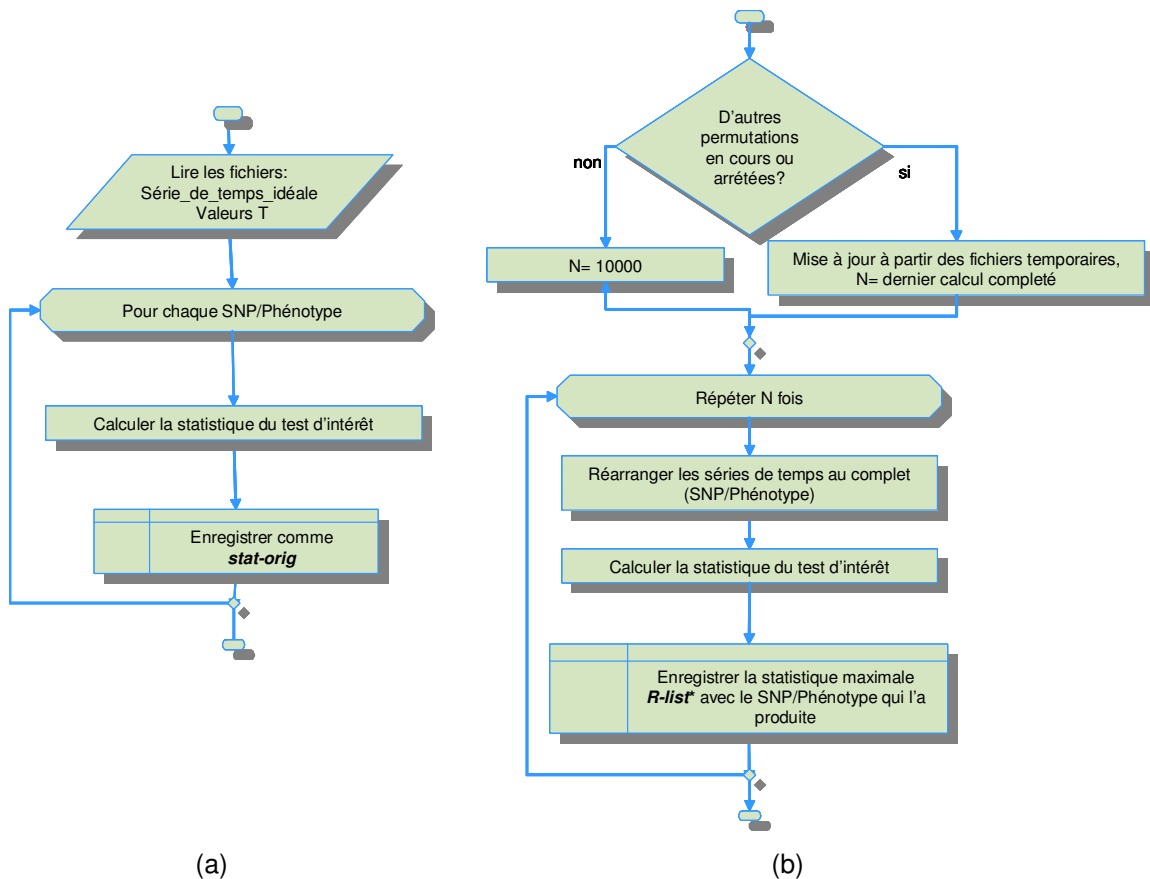 Lire les fichiers:
Série_de_temps_idéale
Valeurs T
Pour chaque SNP/Phénotype
Calculer la statistique du test d'intérêt
Enregistrer comme
stat-orig
(a)
D'autres
permutations
en cours ou
arrétées?
non
si
N= 10000
Mise à jour à partir des fichiers temporaires,
N= dernier calcul completé
Répéter N fois
Réarranger les séries de temps au complet
(SNP/Phénotype)
Calculer la statistique du test d'intérêt
Enregistrer la statistique maximale
R-list* avec le SNP/Phénotype qui l'a
produite
(b)